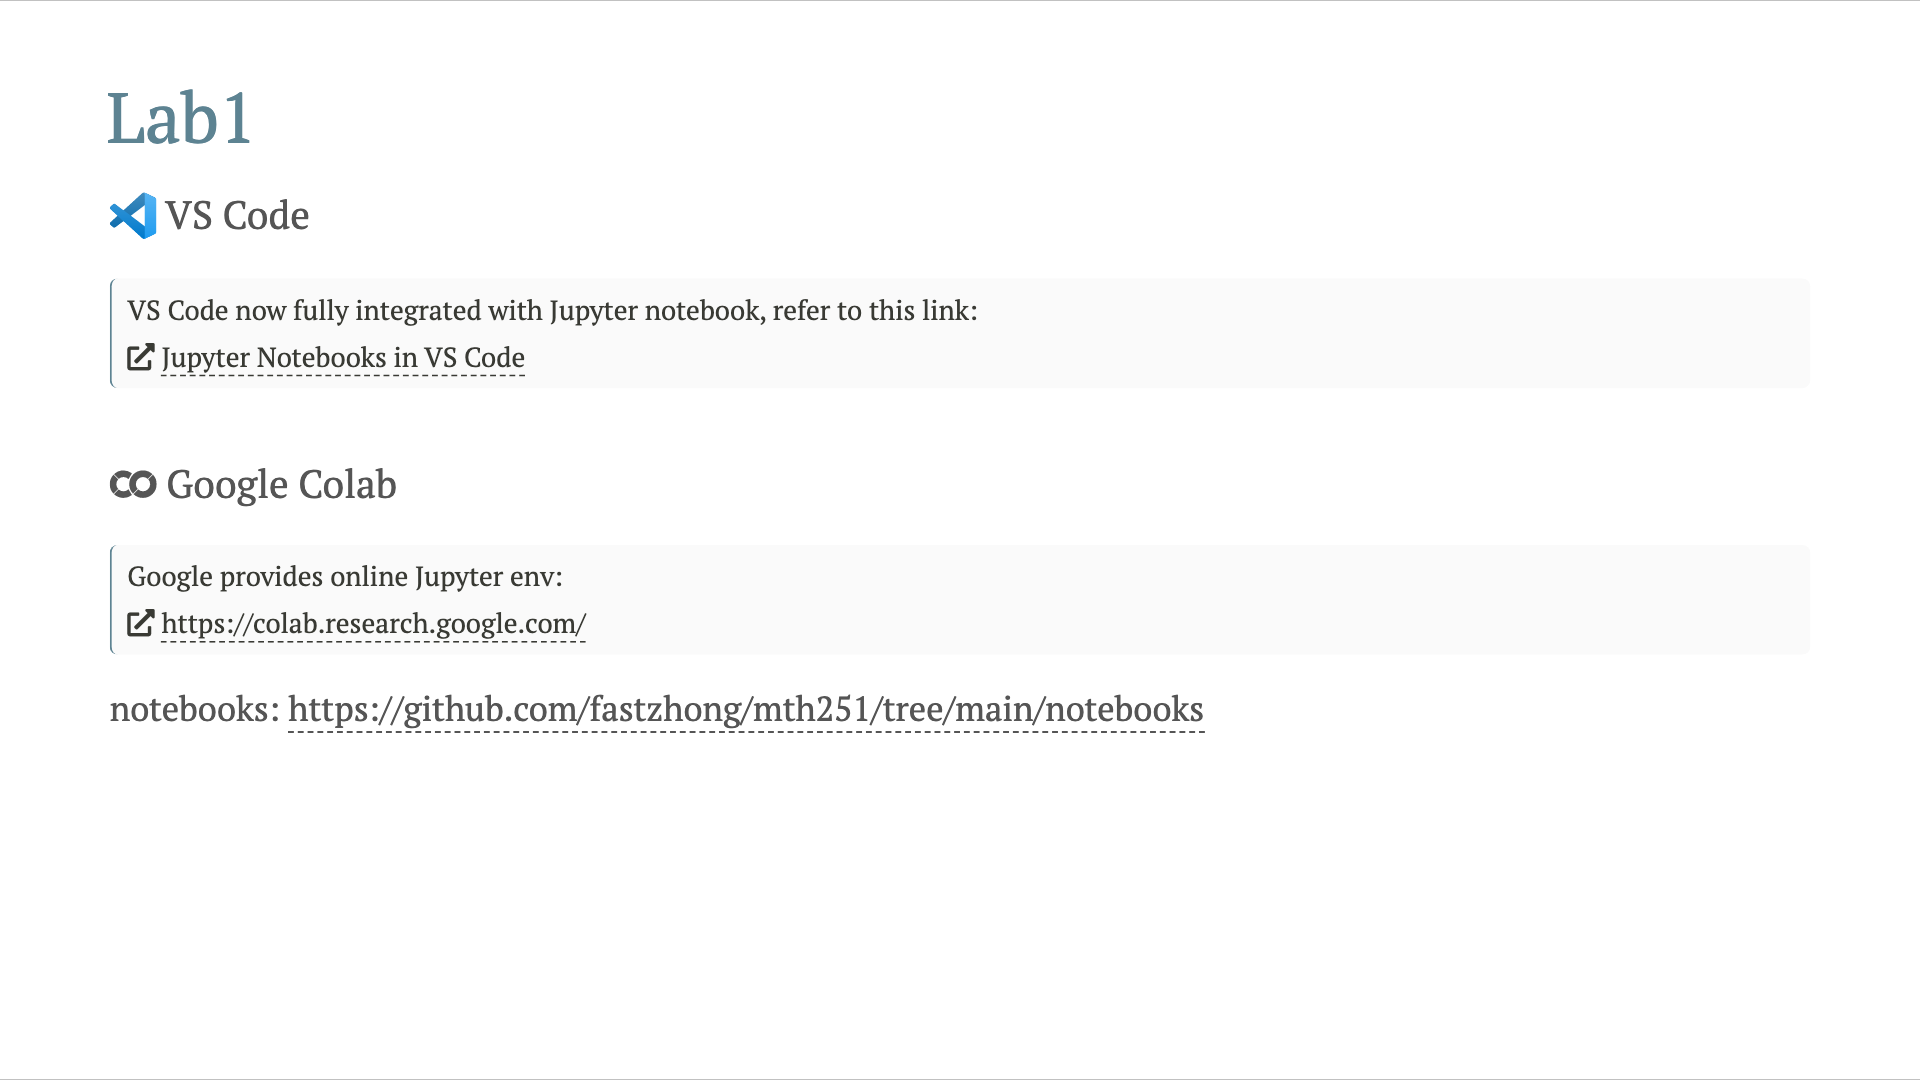 Lab1
VS Code
VS Code now fully integrated with Jupyter notebook, refer to this link:
Jupyter Notebooks in VS Code
Google Colab
Google provides online Jupyter env:
https://colab.research.google.com/
notebooks: https://github.com/fastzhong/mth251/tree/main/notebooks